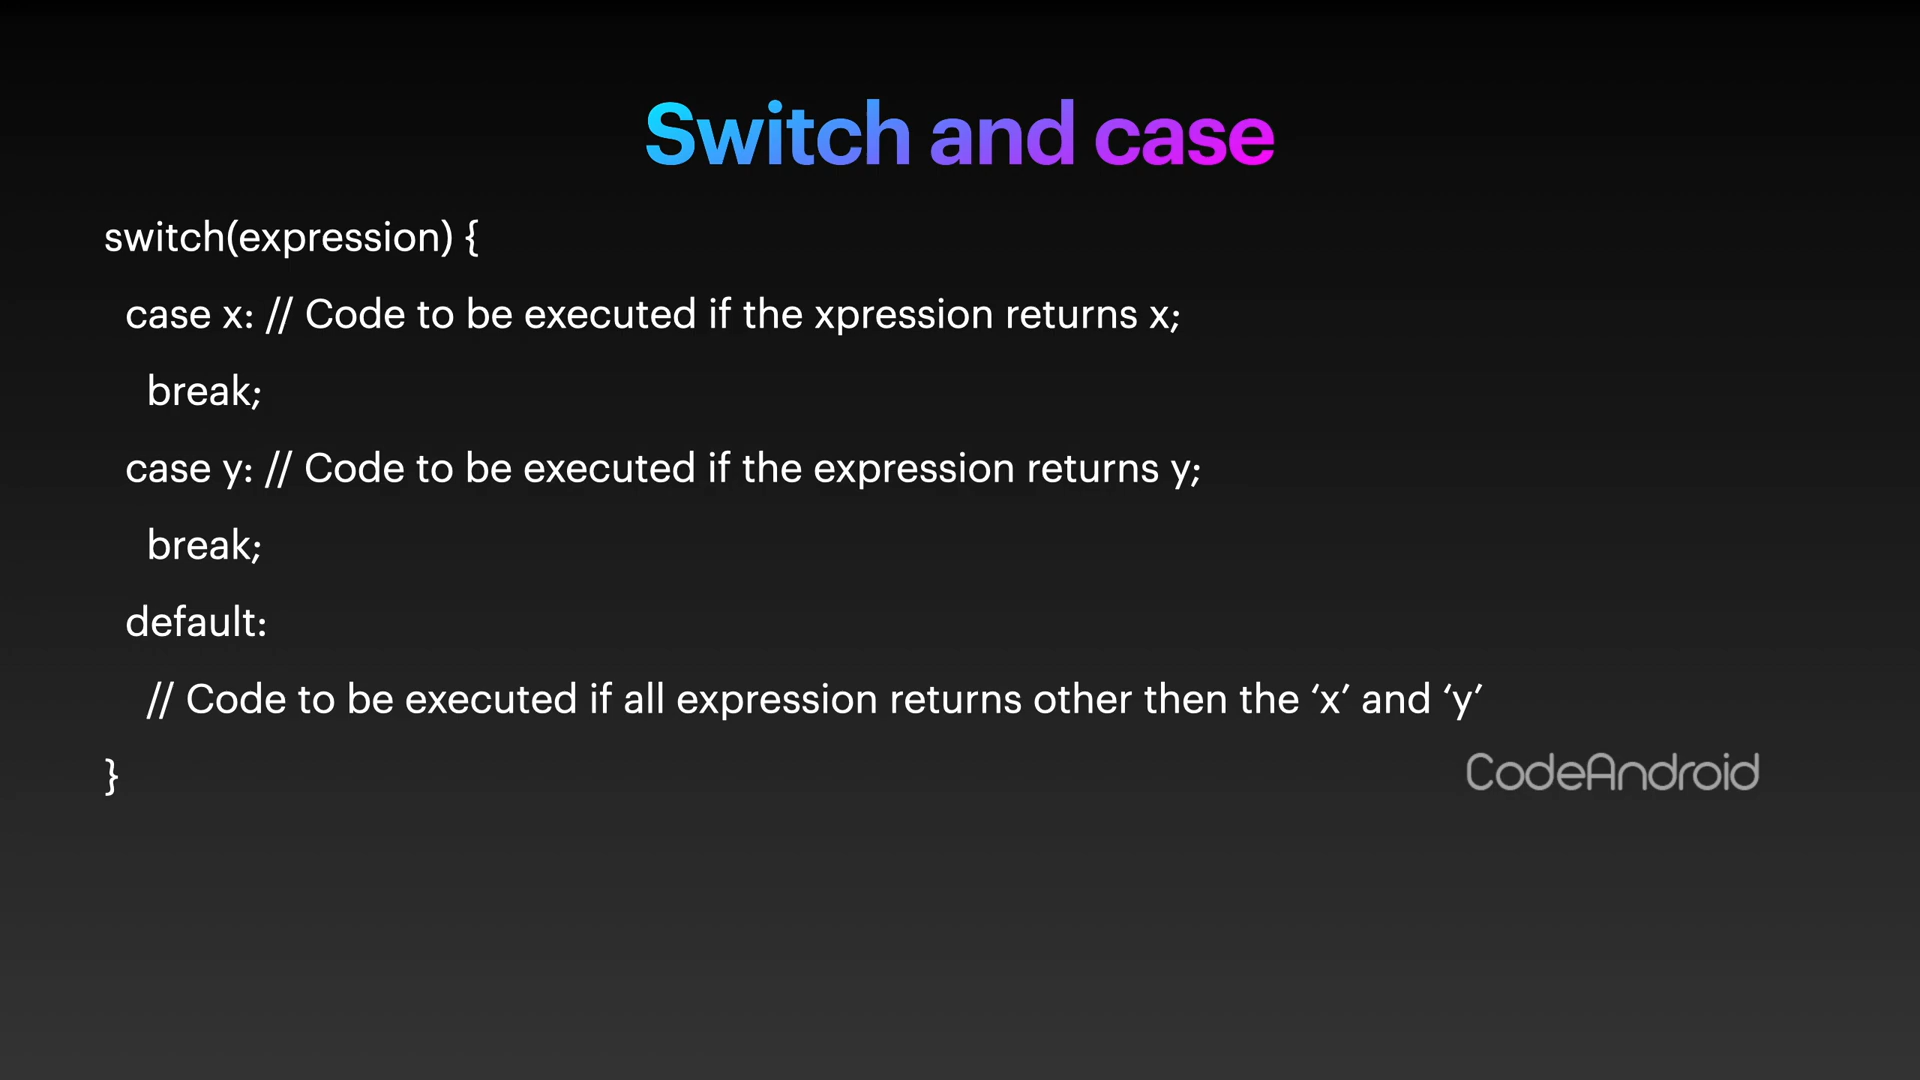 Switch and case
switch(expression) {
case x: // Code to be executed if the xpression returns x;
break;
case y: // Code to be executed if the expression returns y;
break;
default:
// Code to be executed if all expression returns other then the ‘x’ and ‘y’
}
CodeAndroid